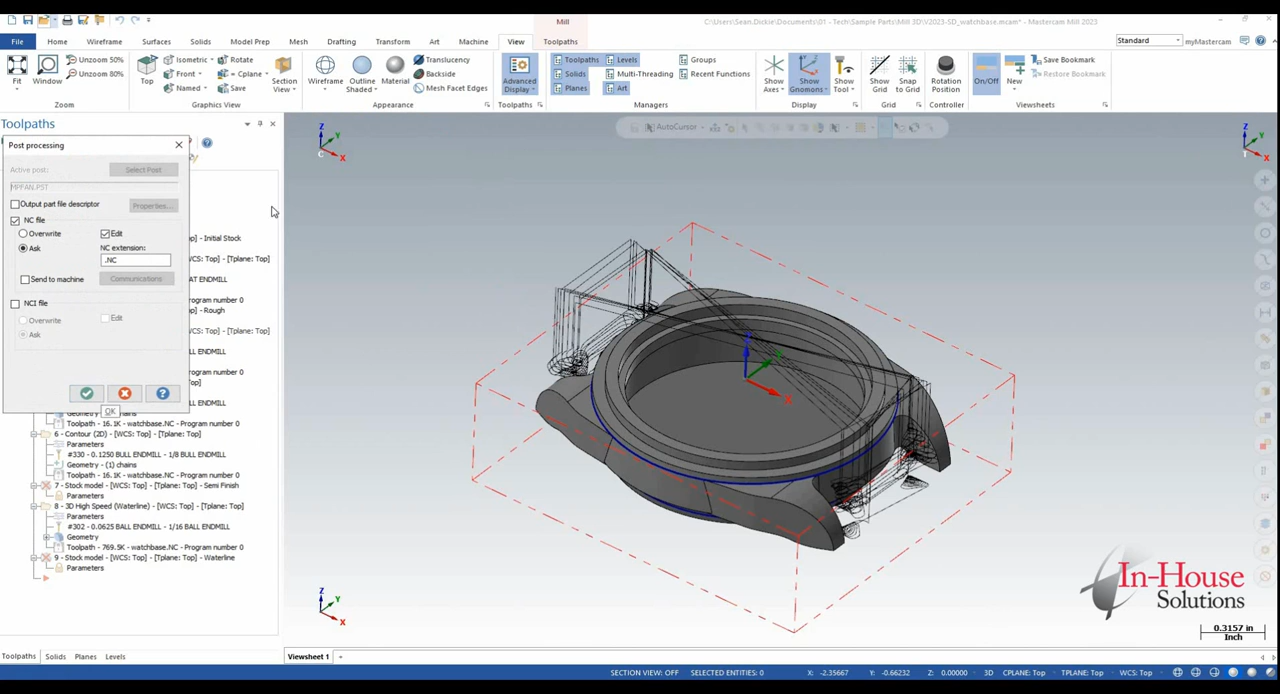 Mill
C:\Users\Sean.Dickie\Documents\01 - Tech\Sample Parts\Mill 3D\V2023-SD_watchbase.mcam* - Mastercam Mill 2023
File Home Wireframe Surfaces Solids Model Prep Mesh Drafting Transform Art Machine View Toolpaths
Standard myMastercam
Fit Window Unzoom 50% Unzoom 80%
Zoom
Top Isometric Front Named Rotate = Cplane Save Section View
Graphics View
Wireframe Outline Shaded Material Translucency Backside Mesh Facet Edges
Appearance
Advanced Display
Toolpaths
Toolpaths Solids Planes Levels Multi-Threading Art Groups Recent Functions
Managers
Show Axes Show Gnomons Show Tool
Display
Show Grid Snap to Grid
Grid
Rotation Position
Controller
On/Off New Save Bookmark Restore Bookmark
Viewsheets
Toolpaths
Post processing
Active post: Select Post
MPFAN.PST
Output part file descriptor Properties...
NC file
Overwrite Edit
Ask NC extension:
.NC
Send to machine Communications
NCI file
Overwrite Edit
Ask
OK
op] - Initial Stock
WCS: Top] - [Tplane: Top]
AT ENDMILL
C - Program number 0
op] - Rough
WCS: Top] - [Tplane: Top]
LL ENDMILL
C - Program number 0
op]
LL ENDMILL
Geometry - (1) chains
Toolpath - 16.1K - watchbase.NC - Program number 0
6 - Contour (2D) - [WCS: Top] - [Tplane: Top]
Parameters
#330 - 0.1250 BULL ENDMILL - 1/8 BULL ENDMILL
Geometry - (1) chains
Toolpath - 16.1K - watchbase.NC - Program number 0
7 - Stock model - [WCS: Top] - [Tplane: Top] - Semi Finish
Parameters
8 - 3D High Speed (Waterline) - [WCS: Top] - [Tplane: Top]
Parameters
#302 - 0.0625 BALL ENDMILL - 1/16 BALL ENDMILL
Geometry
Toolpath - 769.5K - watchbase.NC - Program number 0
9 - Stock model - [WCS: Top] - [Tplane: Top] - Waterline
Parameters
AutoCursor
Z Y X C
Z Y X T
Z Y X
Z Y X
In-House
Solutions
0.3157 in
Inch
Toolpaths Solids Planes Levels
Viewsheet 1 +
SECTION VIEW: OFF SELECTED ENTITIES: 0 X: -2.35667 Y: -0.66232 Z: 0.00000 3D CPLANE: Top TPLANE: Top WCS: Top